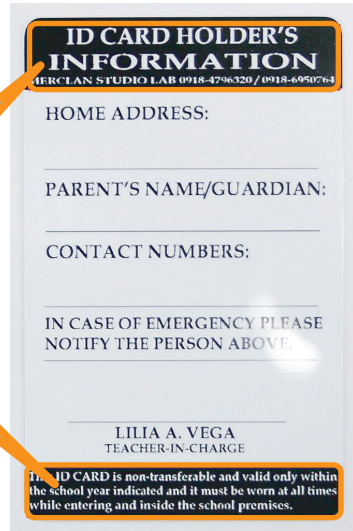 ID CARD HOLDER'S
INFORMATION
MERCLAN STUDIO LAB 0918-4796320 / 0918-6950764
HOME ADDRESS:
PARENT'S NAME/GUARDIAN:
CONTACT NUMBERS:
IN CASE OF EMERGENCY PLEASE
NOTIFY THE PERSON ABOVE.
LILIA A. VEGA
TEACHER-IN-CHARGE
ID CARD is non-transferable and valid only within
the school year indicated and it must be worn at all times
while entering and inside the school premises.